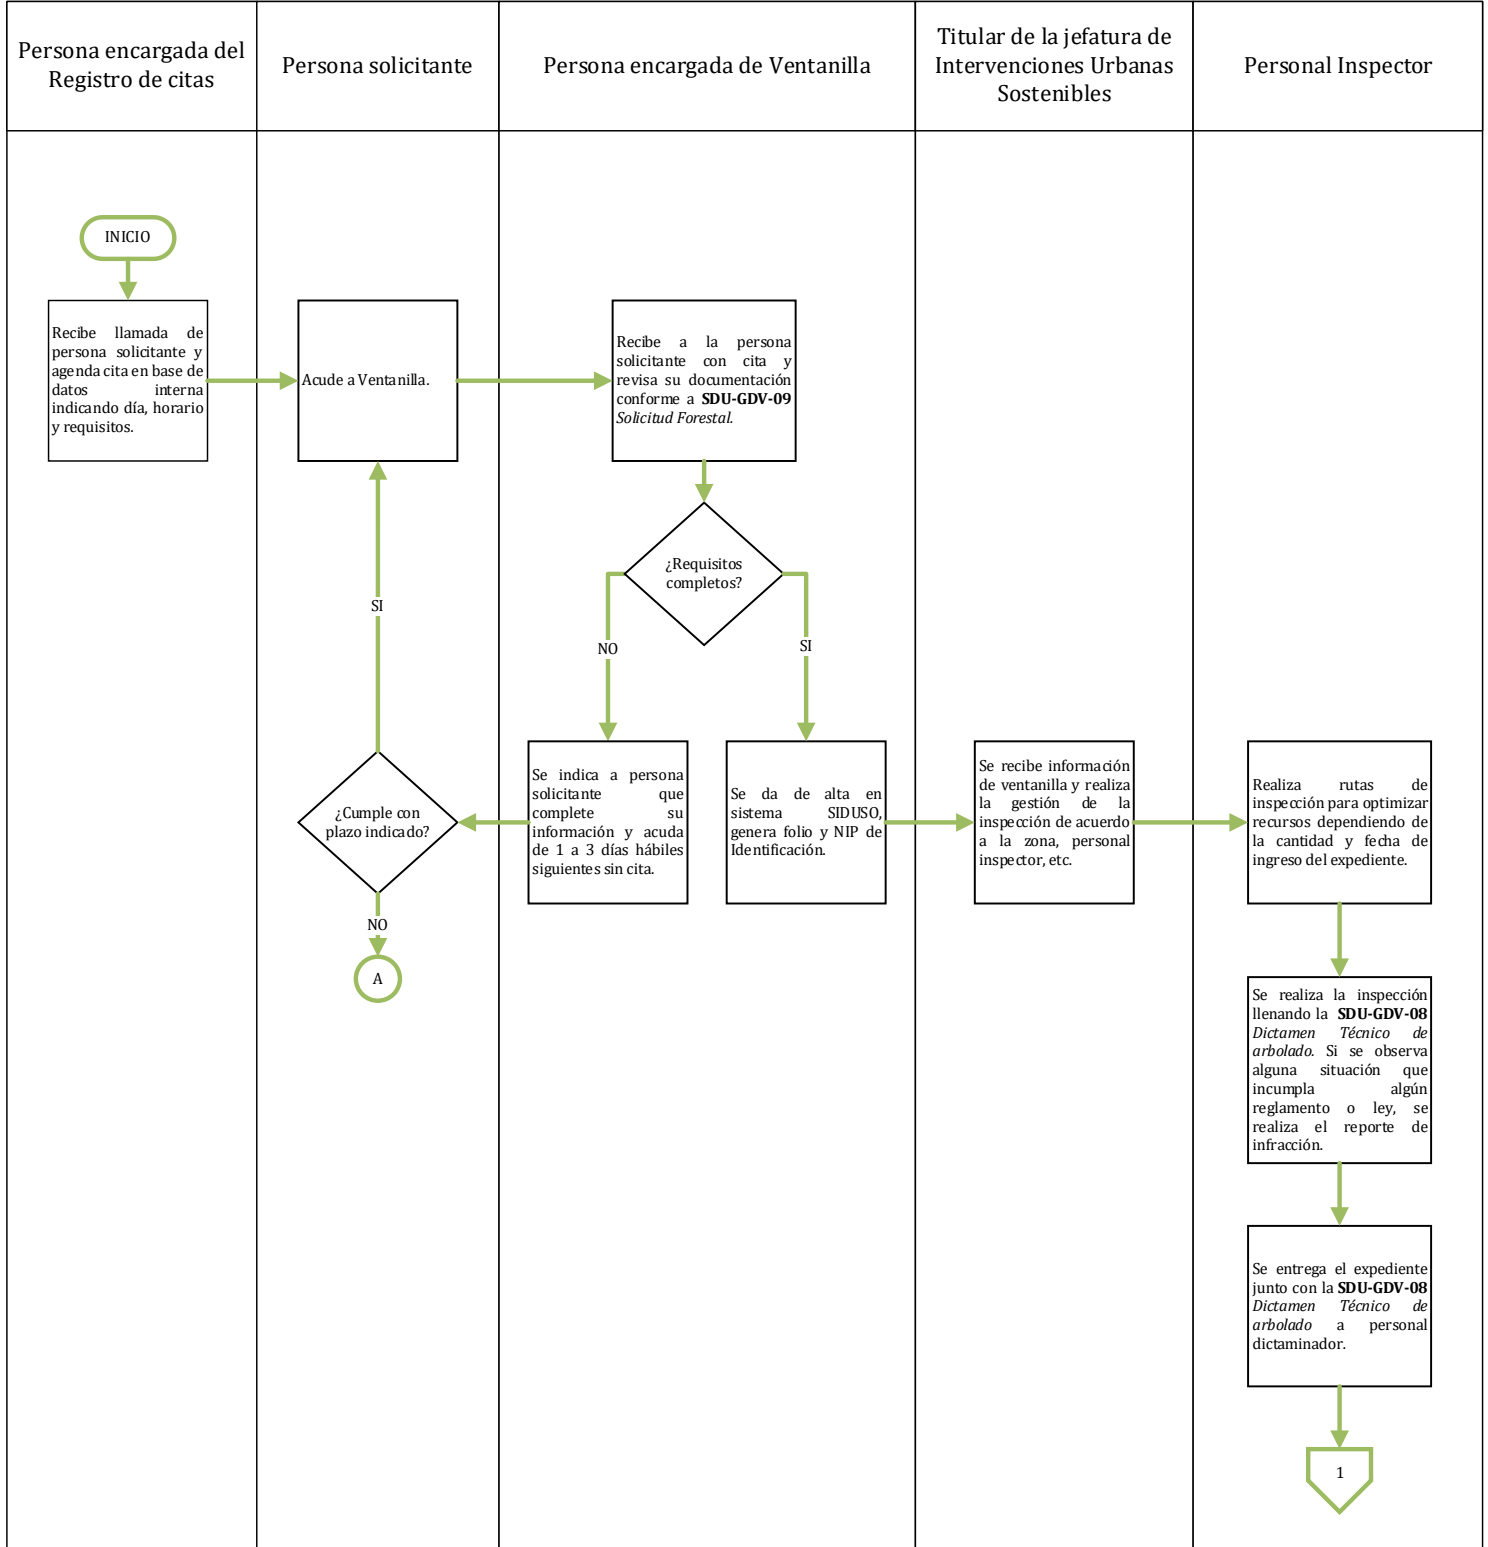 Persona encargada del
Registro de citas
Persona solicitante
Persona encargada de Ventanilla
Titular de la jefatura de
Intervenciones Urbanas
Sostenibles
Personal Inspector
INICIO
Recibe llamada de
persona solicitante y
agenda cita en base de
datos interna
indicando día, horario
y requisitos.
Acude a Ventanilla.
Recibe a la persona
solicitante con cita y
revisa su documentación
conforme a SDU-GDV-09
Solicitud Forestal.
¿Requisitos
completos?
SI
NO
SI
¿Cumple con
plazo indicado?
Se indica a persona
solicitante que
complete su
información y acuda
de 1 a 3 días hábiles
siguientes sin cita.
Se da de alta en
sistema SIDUSO,
genera folio y NIP de
Identificación.
Se recibe información
de ventanilla y realiza
la gestión de la
inspección de acuerdo
a la zona, personal
inspector, etc.
Realiza rutas de
inspección para optimizar
recursos dependiendo de
la cantidad y fecha de
ingreso del expediente.
NO
A
Se realiza la inspección
llenando la SDU-GDV-08
Dictamen Técnico de
arbolado. Si se observa
alguna situación que
incumpla algún
reglamento o ley, se
realiza el reporte de
infracción.
Se entrega el expediente
junto con la SDU-GDV-08
Dictamen Técnico de
arbolado a personal
dictaminador.
1